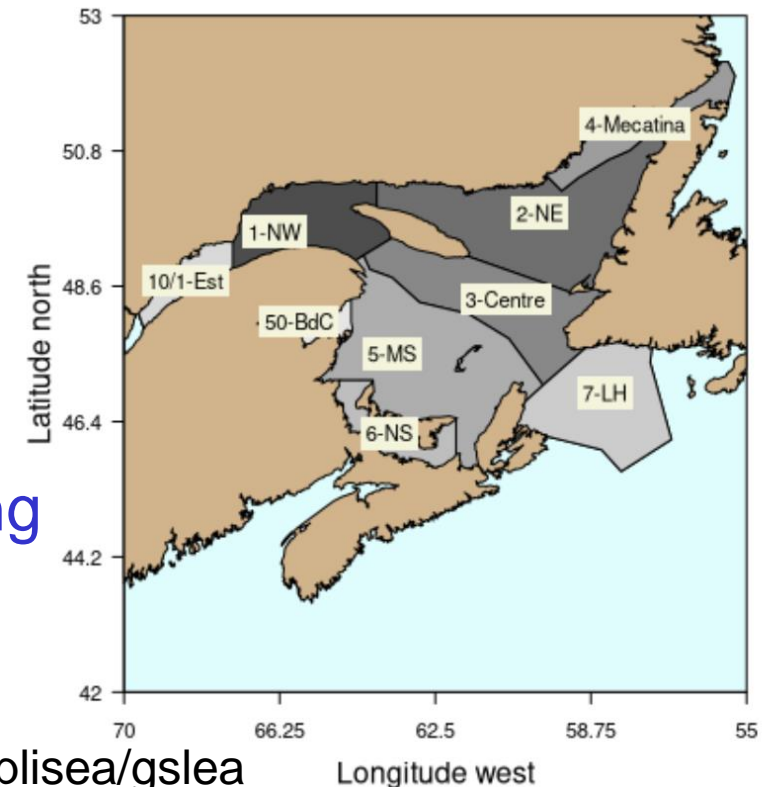 53
50.8
48.6
46.4
44.2
42
Latitude north
4-Mecatina
2-NE
1-NW
10/1-Est
3-Centre
50-BdC
5-MS
7-LH
6-NS
70
66.25
62.5
58.75
55
Longitude west